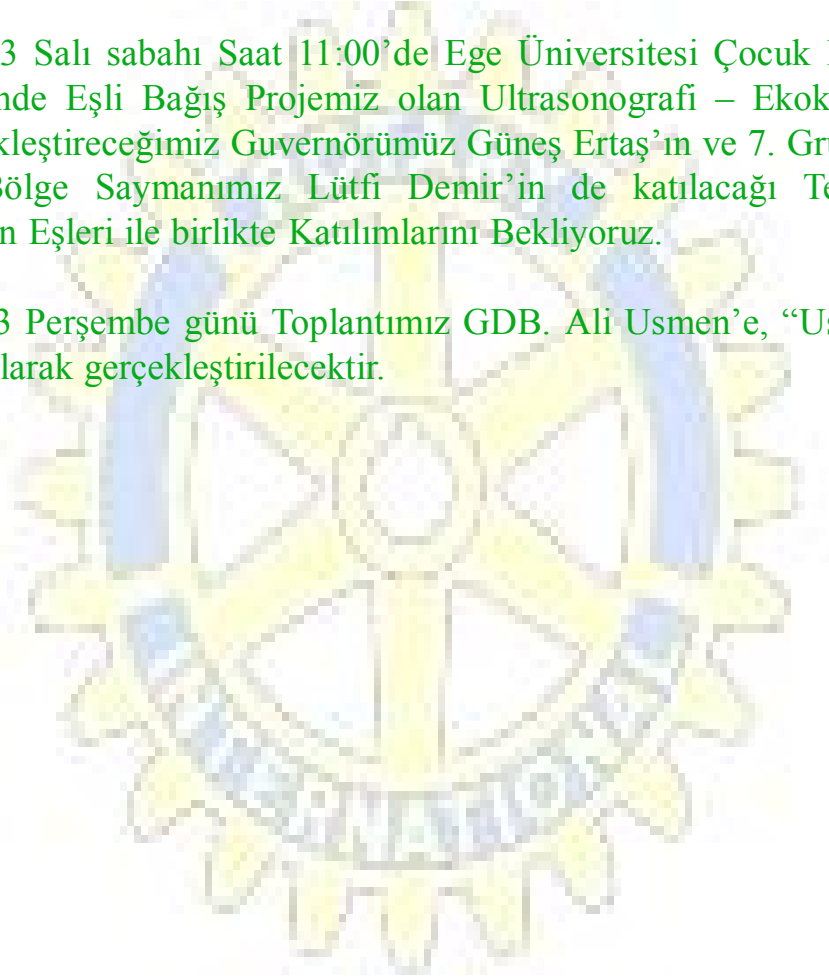 3 Salı sabahı Saat 11:00’de Ege Üniversitesi Çocuk
nde Eşli Bağış Projemiz olan Ultrasonografi – Ekok
kleştireceğimiz Guvernörümüz Güneş Ertaş’ın ve 7. Gru
Bölge Saymanımız Lütfi Demir’in de katılacağı Te
n Eşleri ile birlikte Katılımlarını Bekliyoruz.
3 Perşembe günü Toplantımız GDB. Ali Usmen’e, “Us
larak gerçekleştirilecektir.
INTERNATIONAL